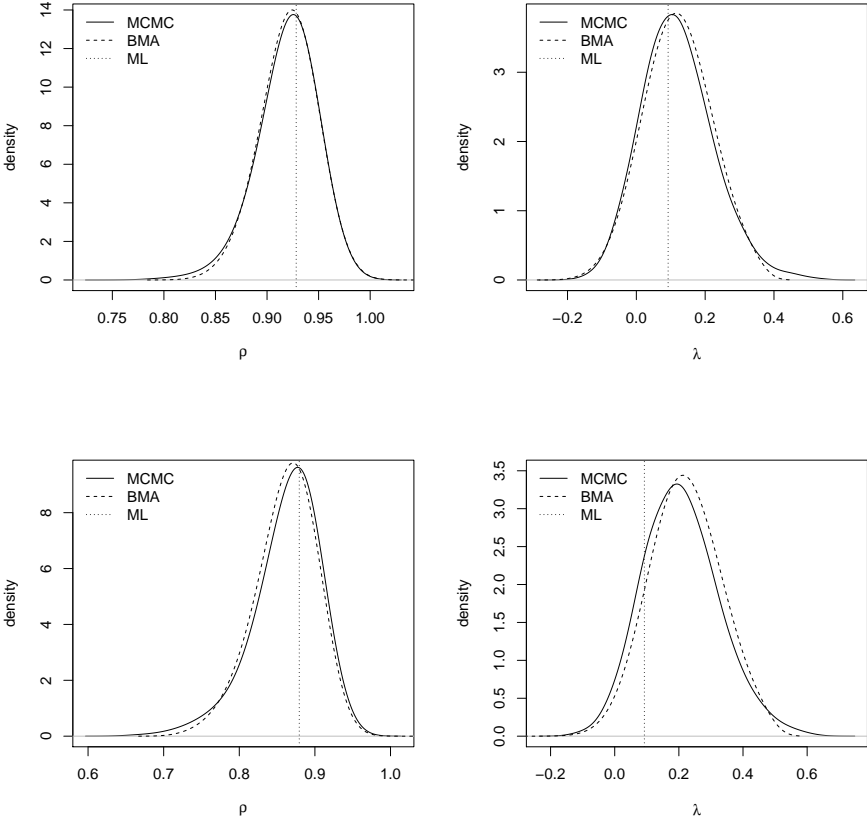 MCMC
BMA
ML
density
0 2 4 6 8 10 12 14
0.75 0.80 0.85 0.90 0.95 1.00
ρ
MCMC
BMA
ML
density
0 1 2 3
−0.2 0.0 0.2 0.4 0.6
λ
MCMC
BMA
ML
density
0 2 4 6 8
0.6 0.7 0.8 0.9 1.0
ρ
MCMC
BMA
ML
density
0.0 0.5 1.0 1.5 2.0 2.5 3.0 3.5
−0.2 0.0 0.2 0.4 0.6
λ